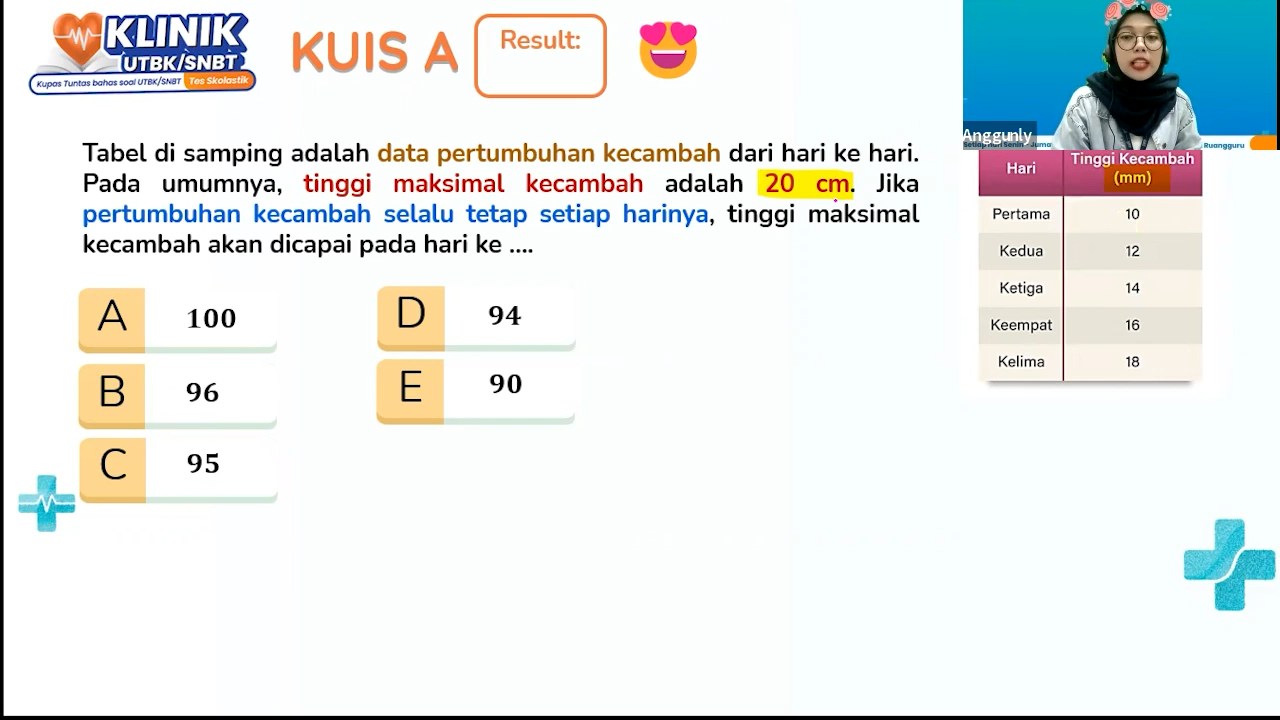 KLINIK
UTBK/SNBT
Kupas Tuntas bahas soal UTBK/SNBT Tes Skolastik
KUIS A
Result:
Anggunly
Ruangguru
Tabel di samping adalah data pertumbuhan kecambah dari hari ke hari.
Pada umumnya, tinggi maksimal kecambah adalah 20 cm. Jika
pertumbuhan kecambah selalu tetap setiap harinya, tinggi maksimal
kecambah akan dicapai pada hari ke ....
Hari Tinggi Kecambah
(mm)
Pertama 10
Kedua 12
Ketiga 14
Keempat 16
Kelima 18
A 100
B 96
C 95
D 94
E 90